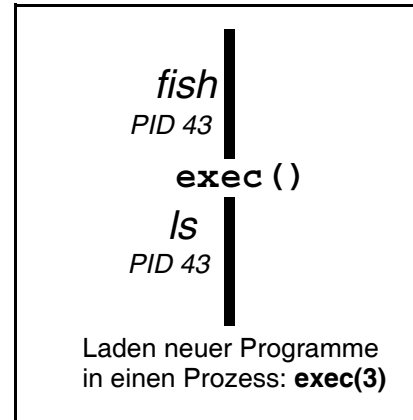 fish
PID 43
exec()
ls
PID 43
Laden neuer Programme
in einen Prozess: exec(3)